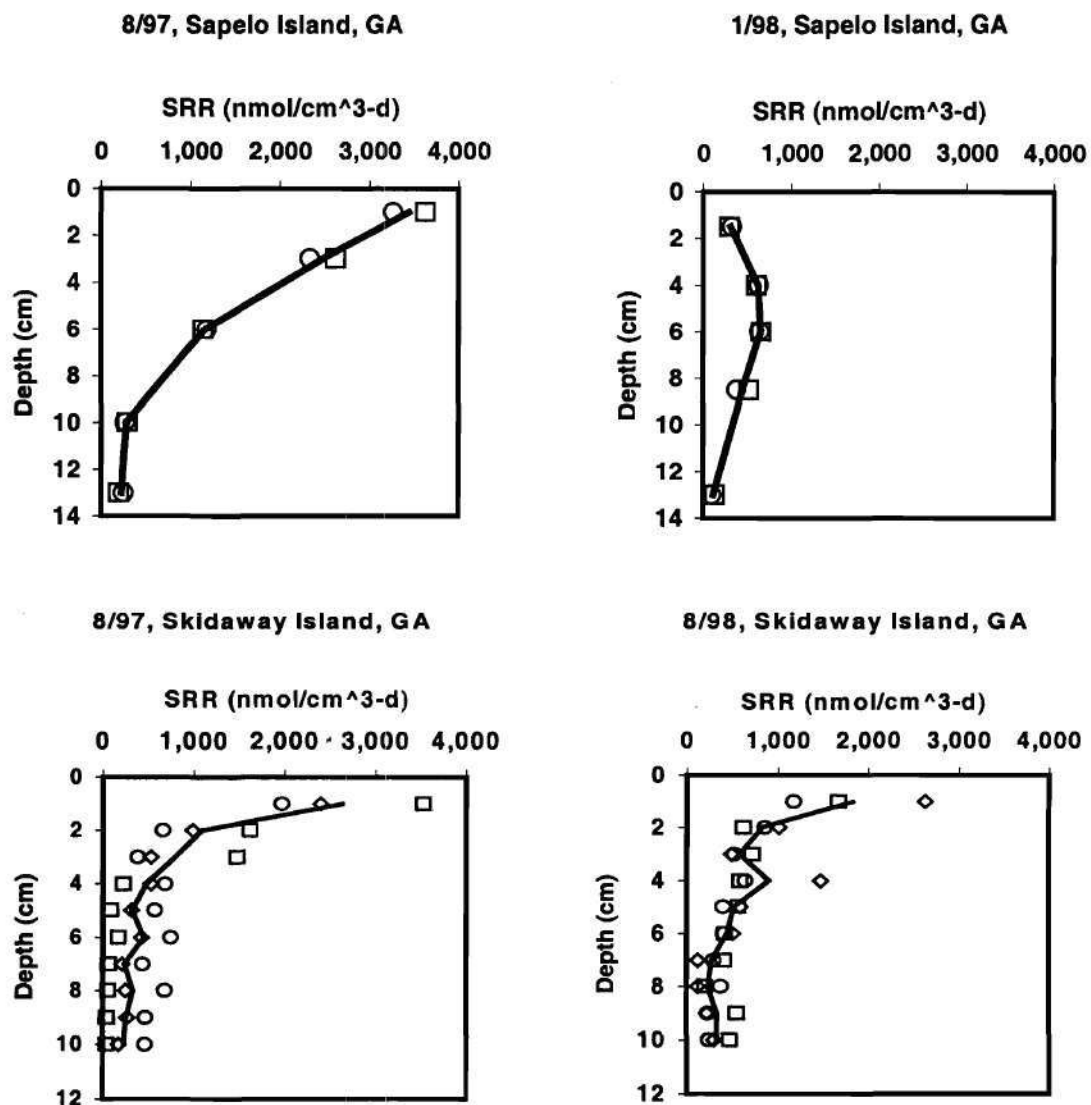 8/97, Sapelo Island, GA
SRR (nmol/cm^3-d)
0 1,000 2,000 3,000 4,000
Depth (cm)
0
2
4
6
8
10
12
14
1/98, Sapelo Island, GA
SRR (nmol/cm^3-d)
0 1,000 2,000 3,000 4,000
Depth (cm)
0
2
4
6
8
10
12
14
8/97, Skidaway Island, GA
SRR (nmol/cm^3-d)
0 1,000 2,000 3,000 4,000
Depth (cm)
0
2
4
6
8
10
12
8/98, Skidaway Island, GA
SRR (nmol/cm^3-d)
0 1,000 2,000 3,000 4,000
Depth (cm)
0
2
4
6
8
10
12